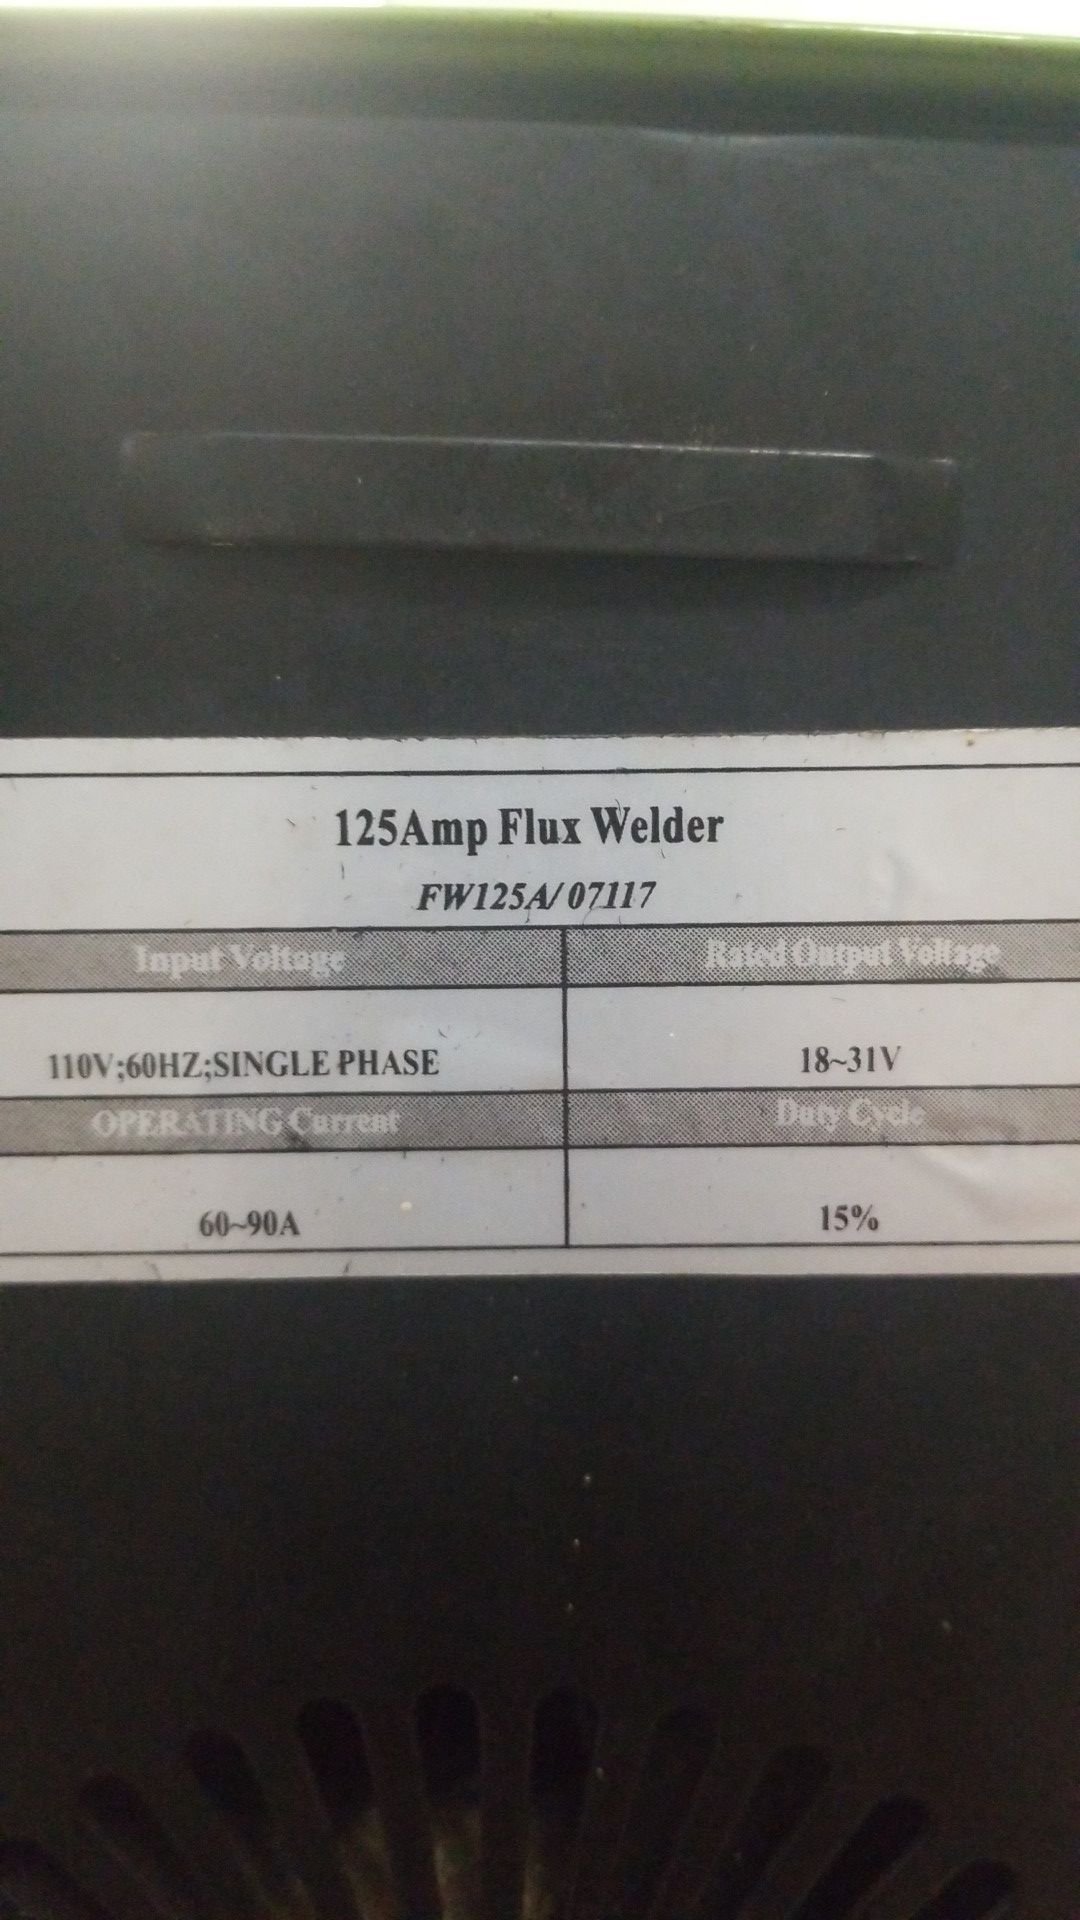 125Amp Flux Welder
FW125A/07117
Input Voltage
Rated Output Voltage
110V;60HZ;SINGLE PHASE
18~31V
OPERATING Current
Duty Cycle
60~90A
15%